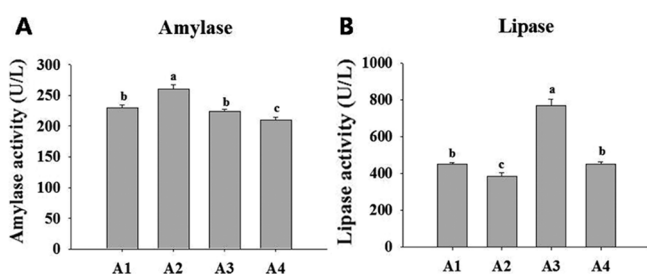 A
Amylase
Amylase activity (U/L)
300
250
200
150
100
50
0
b
a
b
c
A1 A2 A3 A4
B
Lipase
Lipase activity (U/L)
1000
800
600
400
200
0
b
c
a
b
A1 A2 A3 A4